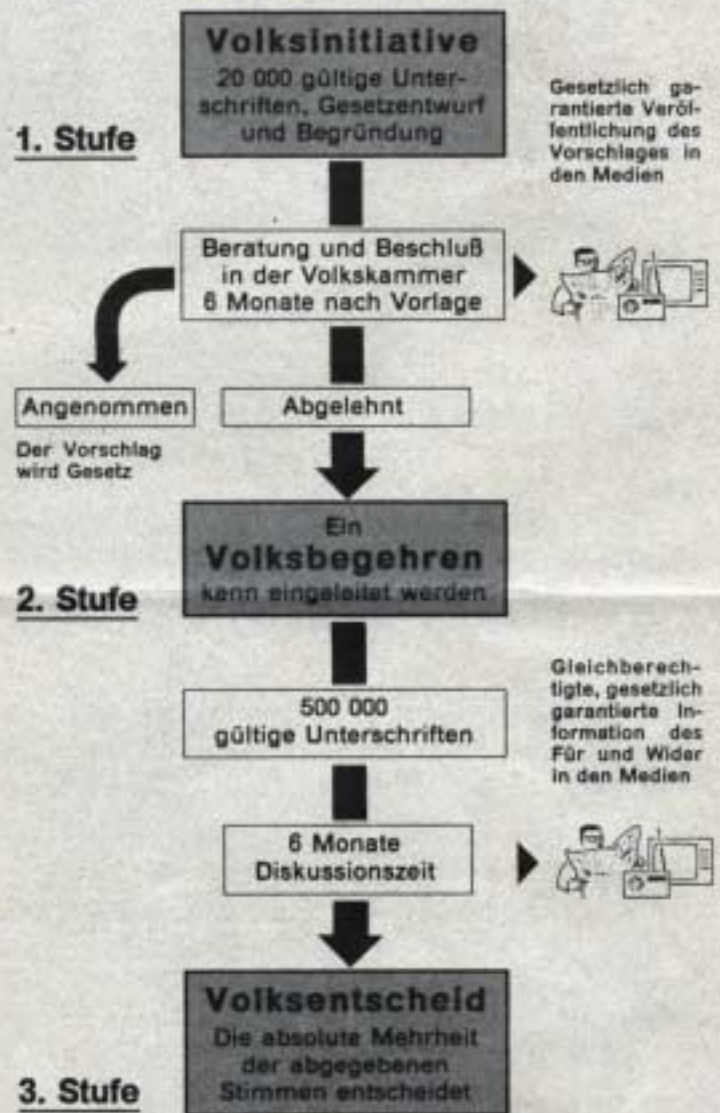 Volksinitiative
20 000 gültige Unter-
schriften, Gesetzentwurf
und Begründung
1. Stufe
Gesetzlich ga-
rantierte Veröf-
fentlichung des
Vorschlages in
den Medien
Beratung und Beschluß
in der Volkskammer
6 Monate nach Vorlage
Angenommen
Abgelehnt
Der Vorschlag
wird Gesetz
Ein
Volksbegehren
kann eingeleitet werden
2. Stufe
500 000
gültige Unterschriften
Gleichberech-
tigte, gesetzlich
garantierte In-
formation des
Für und Wider
in den Medien
6 Monate
Diskussionszeit
Volksentscheid
Die absolute Mehrheit
der abgegebenen
Stimmen entscheidet
3. Stufe